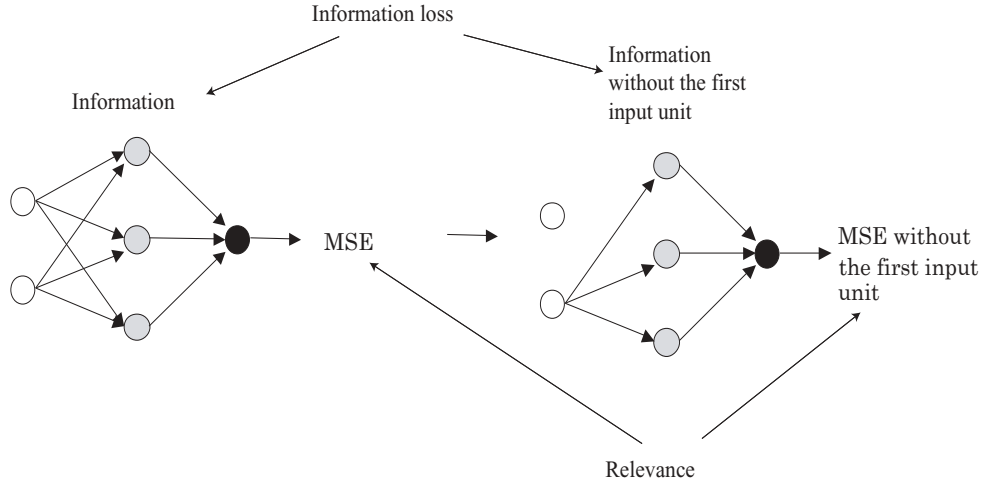 Information loss
Information
without the first
input unit
Information
MSE
MSE without
the first input
unit
Relevance